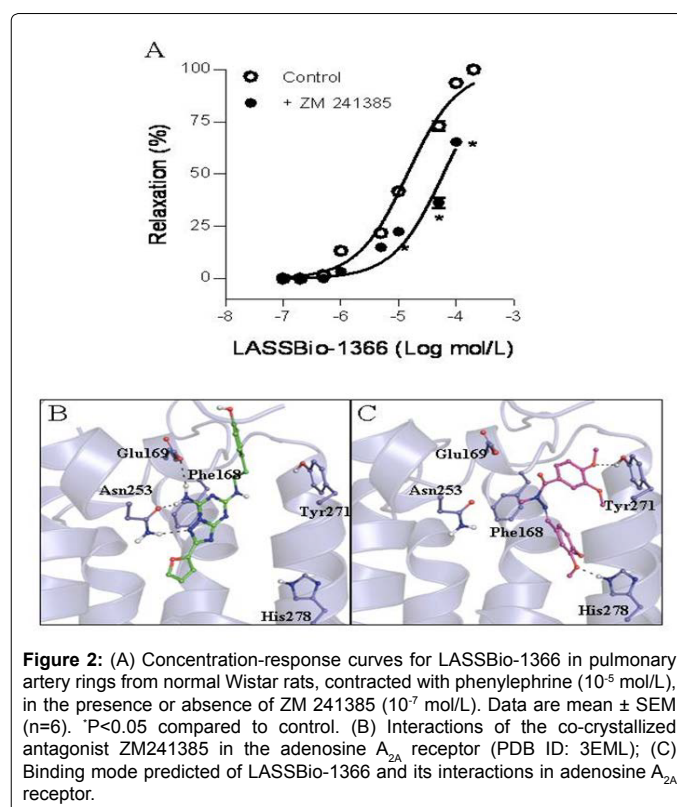 A
100
75
50
25
0
Relaxation (%)
Control
+ ZM 241385
*
*
*
-8
-7
-6
-5
-4
-3
LASSBio-1366 (Log mol/L)
B
Glu169
Phe168
Asn253
Tyr271
His278
C
Glu169
Asn253
Phe168
Tyr271
His278
Figure 2: (A) Concentration-response curves for LASSBio-1366 in pulmonary
artery rings from normal Wistar rats, contracted with phenylephrine (10⁻⁵ mol/L),
in the presence or absence of ZM 241385 (10⁻⁷ mol/L). Data are mean ± SEM
(n=6). *P<0.05 compared to control. (B) Interactions of the co-crystallized
antagonist ZM241385 in the adenosine A₂A receptor (PDB ID: 3EML); (C)
Binding mode predicted of LASSBio-1366 and its interactions in adenosine A₂A
receptor.